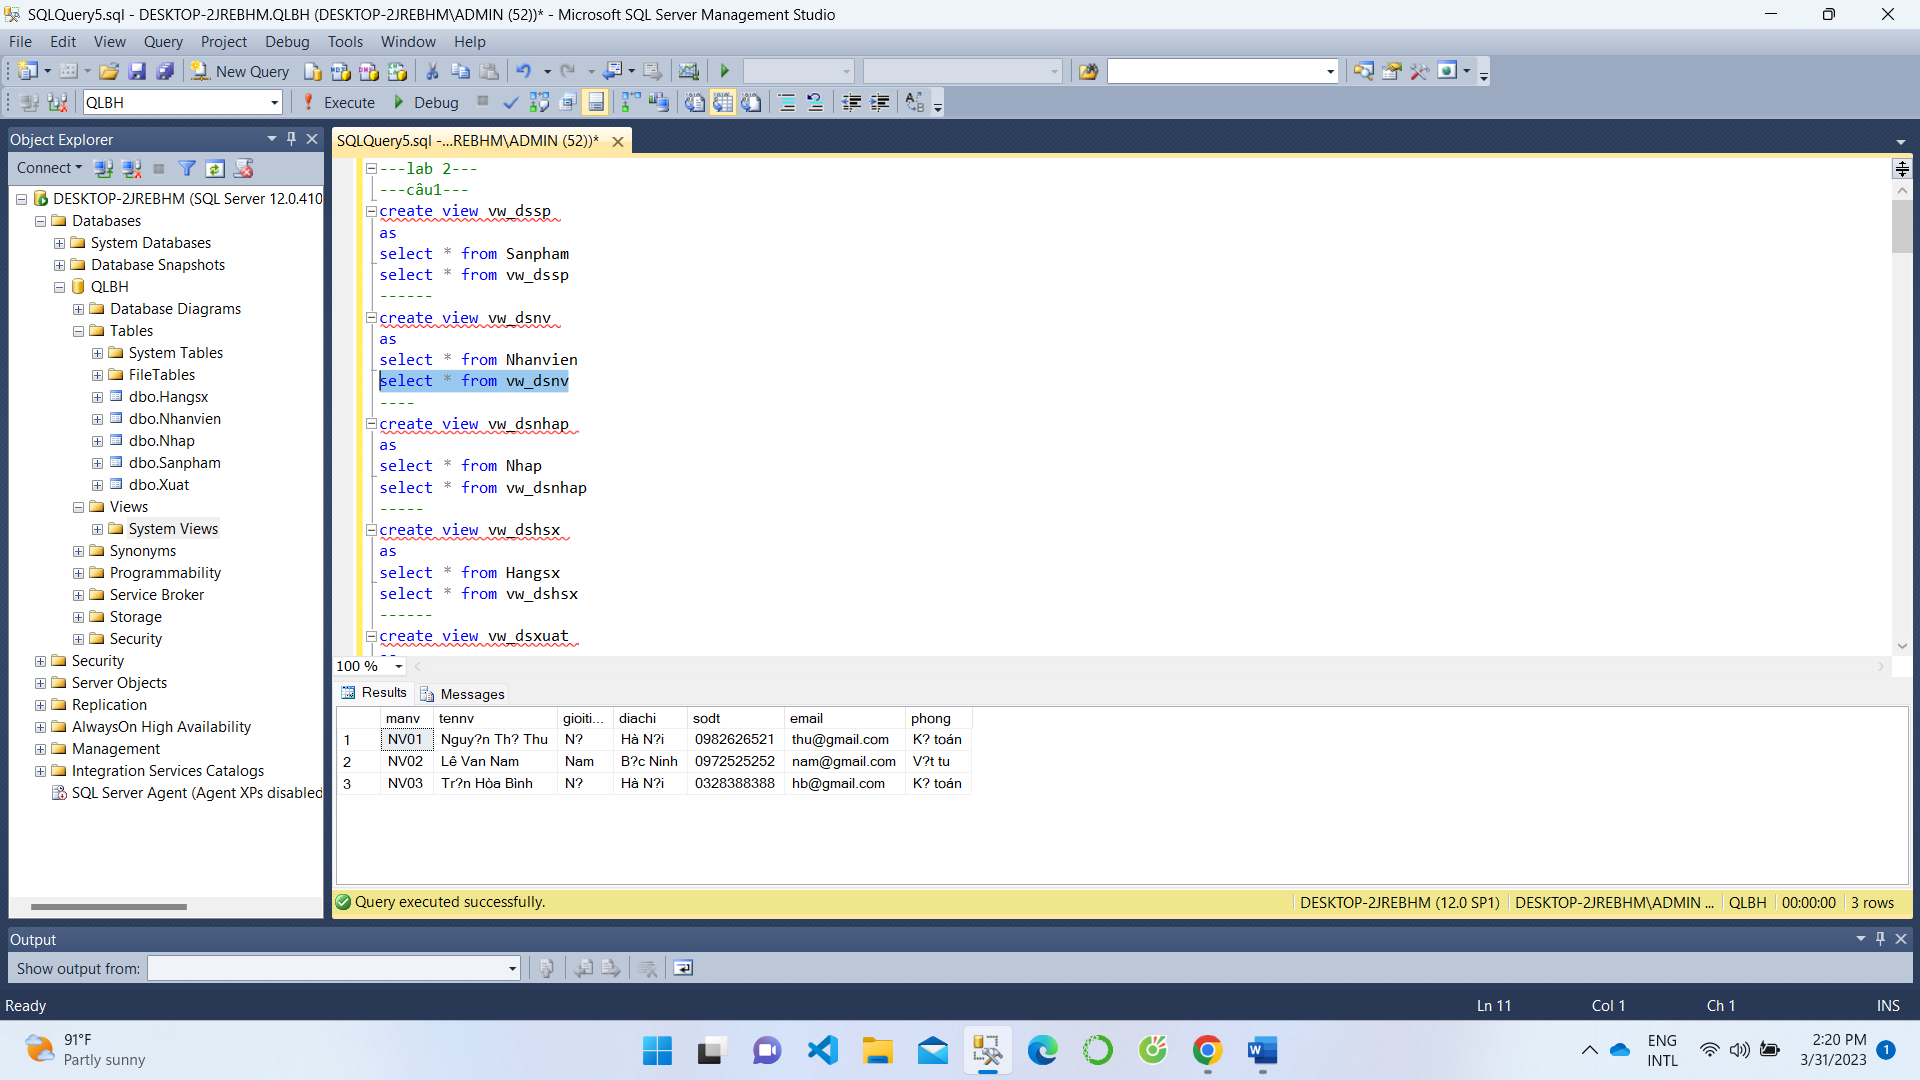 SQLQuery5.sql - DESKTOP-2JREBHM.QLBH (DESKTOP-2JREBHM\ADMIN (52))* - Microsoft SQL Server Management Studio
File Edit View Query Project Debug Tools Window Help
New Query
QLBH Execute Debug
Object Explorer
Connect
DESKTOP-2JREBHM (SQL Server 12.0.410
Databases
System Databases
Database Snapshots
QLBH
Database Diagrams
Tables
System Tables
FileTables
dbo.Hangsx
dbo.Nhanvien
dbo.Nhap
dbo.Sanpham
dbo.Xuat
Views
System Views
Synonyms
Programmability
Service Broker
Storage
Security
Security
Server Objects
Replication
AlwaysOn High Availability
Management
Integration Services Catalogs
SQL Server Agent (Agent XPs disabled
SQLQuery5.sql -...REBHM\ADMIN (52))*
---lab 2---
---câu1---
create view vw_dssp
as
select * from Sanpham
select * from vw_dssp
------
create view vw_dsnv
as
select * from Nhanvien
select * from vw_dsnv
----
create view vw_dsnhap
as
select * from Nhap
select * from vw_dsnhap
-----
create view vw_dshsx
as
select * from Hangsx
select * from vw_dshsx
------
create view vw_dsxuat
100 %
Results Messages
manv tennv gioiti... diachi sodt email phong
1 NV01 Nguy?n Th? Thu N? Hà N?i 0982626521 thu@gmail.com K? toán
2 NV02 Lê Van Nam Nam B?c Ninh 0972525252 nam@gmail.com V?t tu
3 NV03 Tr?n Hòa Bình N? Hà N?i 0328388388 hb@gmail.com K? toán
Query executed successfully. DESKTOP-2JREBHM (12.0 SP1) DESKTOP-2JREBHM\ADMIN ... QLBH 00:00:00 3 rows
Output
Show output from:
Ready Ln 11 Col 1 Ch 1 INS
91°F
Partly sunny
ENG
INTL
2:20 PM
3/31/2023
1